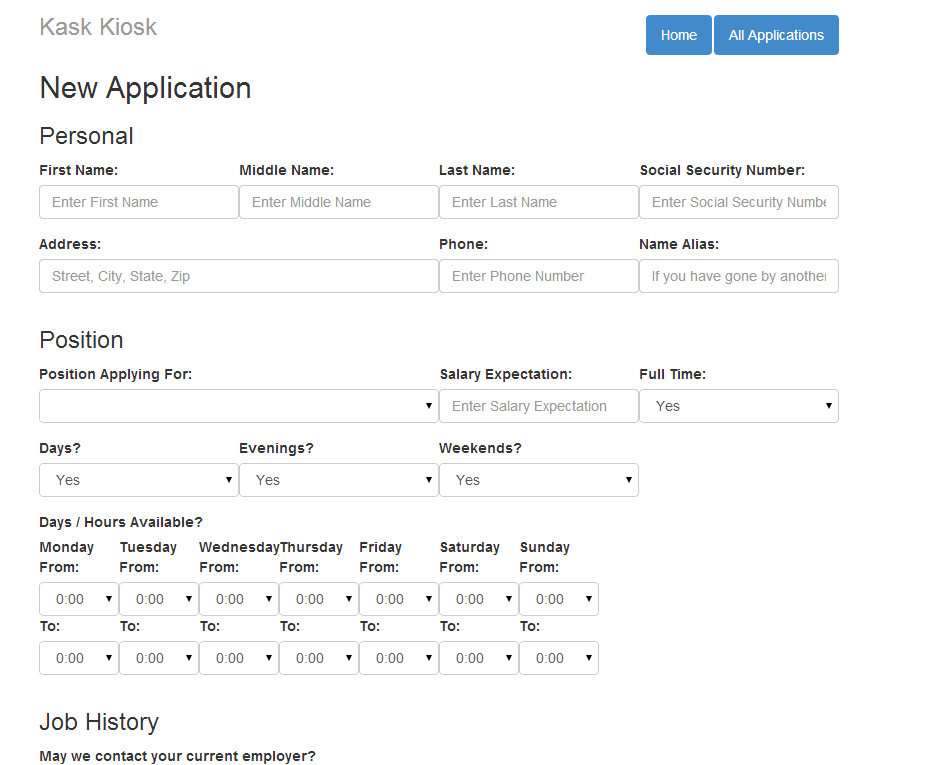 Kask Kiosk
Home All Applications
New Application
Personal
First Name: Middle Name: Last Name: Social Security Number:
Enter First Name Enter Middle Name Enter Last Name Enter Social Security Numbe
Address: Phone: Name Alias:
Street, City, State, Zip Enter Phone Number If you have gone by another
Position
Position Applying For: Salary Expectation: Full Time:
Enter Salary Expectation Yes
Days? Evenings? Weekends?
Yes Yes Yes
Days / Hours Available?
Monday Tuesday Wednesday Thursday Friday Saturday Sunday
From: From: From: From: From: From: From:
0:00 0:00 0:00 0:00 0:00 0:00 0:00
To: To: To: To: To: To: To:
0:00 0:00 0:00 0:00 0:00 0:00 0:00
Job History
May we contact your current employer?